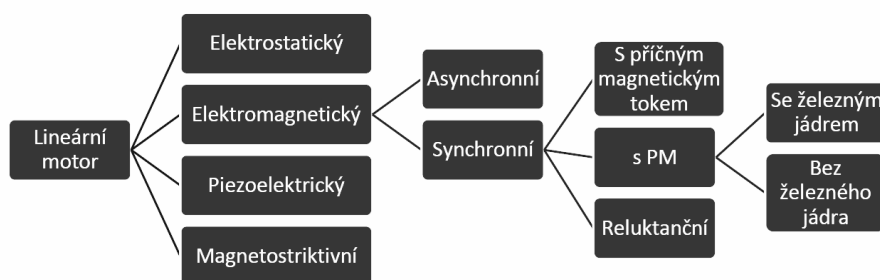 Lineární
motor
Elektrostatický
Elektromagnetický
Piezoelektrický
Magnetostriktivní
Asynchronní
Synchronní
S příčným
magnetickým
tokem
s PM
Reluktanční
Se železným
jádrem
Bez
železného
jádra